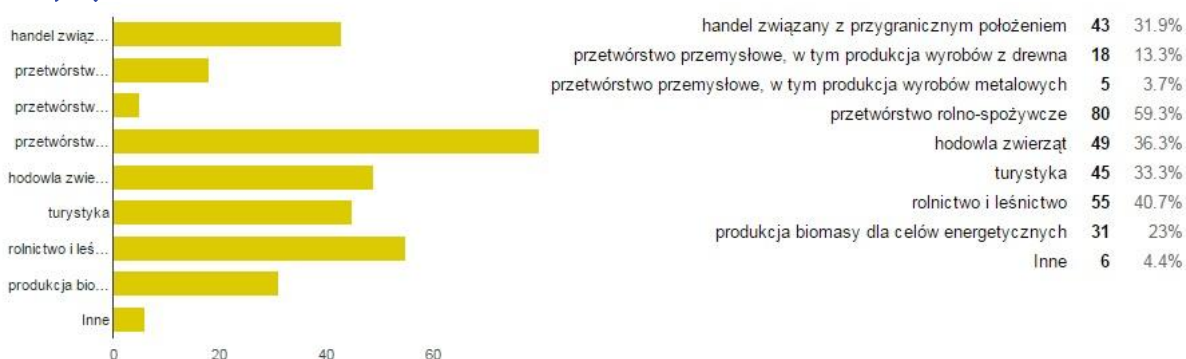 handel związ...
przetwórstw...
przetwórstw...
przetwórstw...
hodowla zwie...
turystyka
rolnictwo i leś...
produkcja bio...
Inne
0 20 40 60
handel związany z przygranicznym położeniem 43 31.9%
przetwórstwo przemysłowe, w tym produkcja wyrobów z drewna 18 13.3%
przetwórstwo przemysłowe, w tym produkcja wyrobów metalowych 5 3.7%
przetwórstwo rolno-spożywcze 80 59.3%
hodowla zwierząt 49 36.3%
turystyka 45 33.3%
rolnictwo i leśnictwo 55 40.7%
produkcja biomasy dla celów energetycznych 31 23%
Inne 6 4.4%